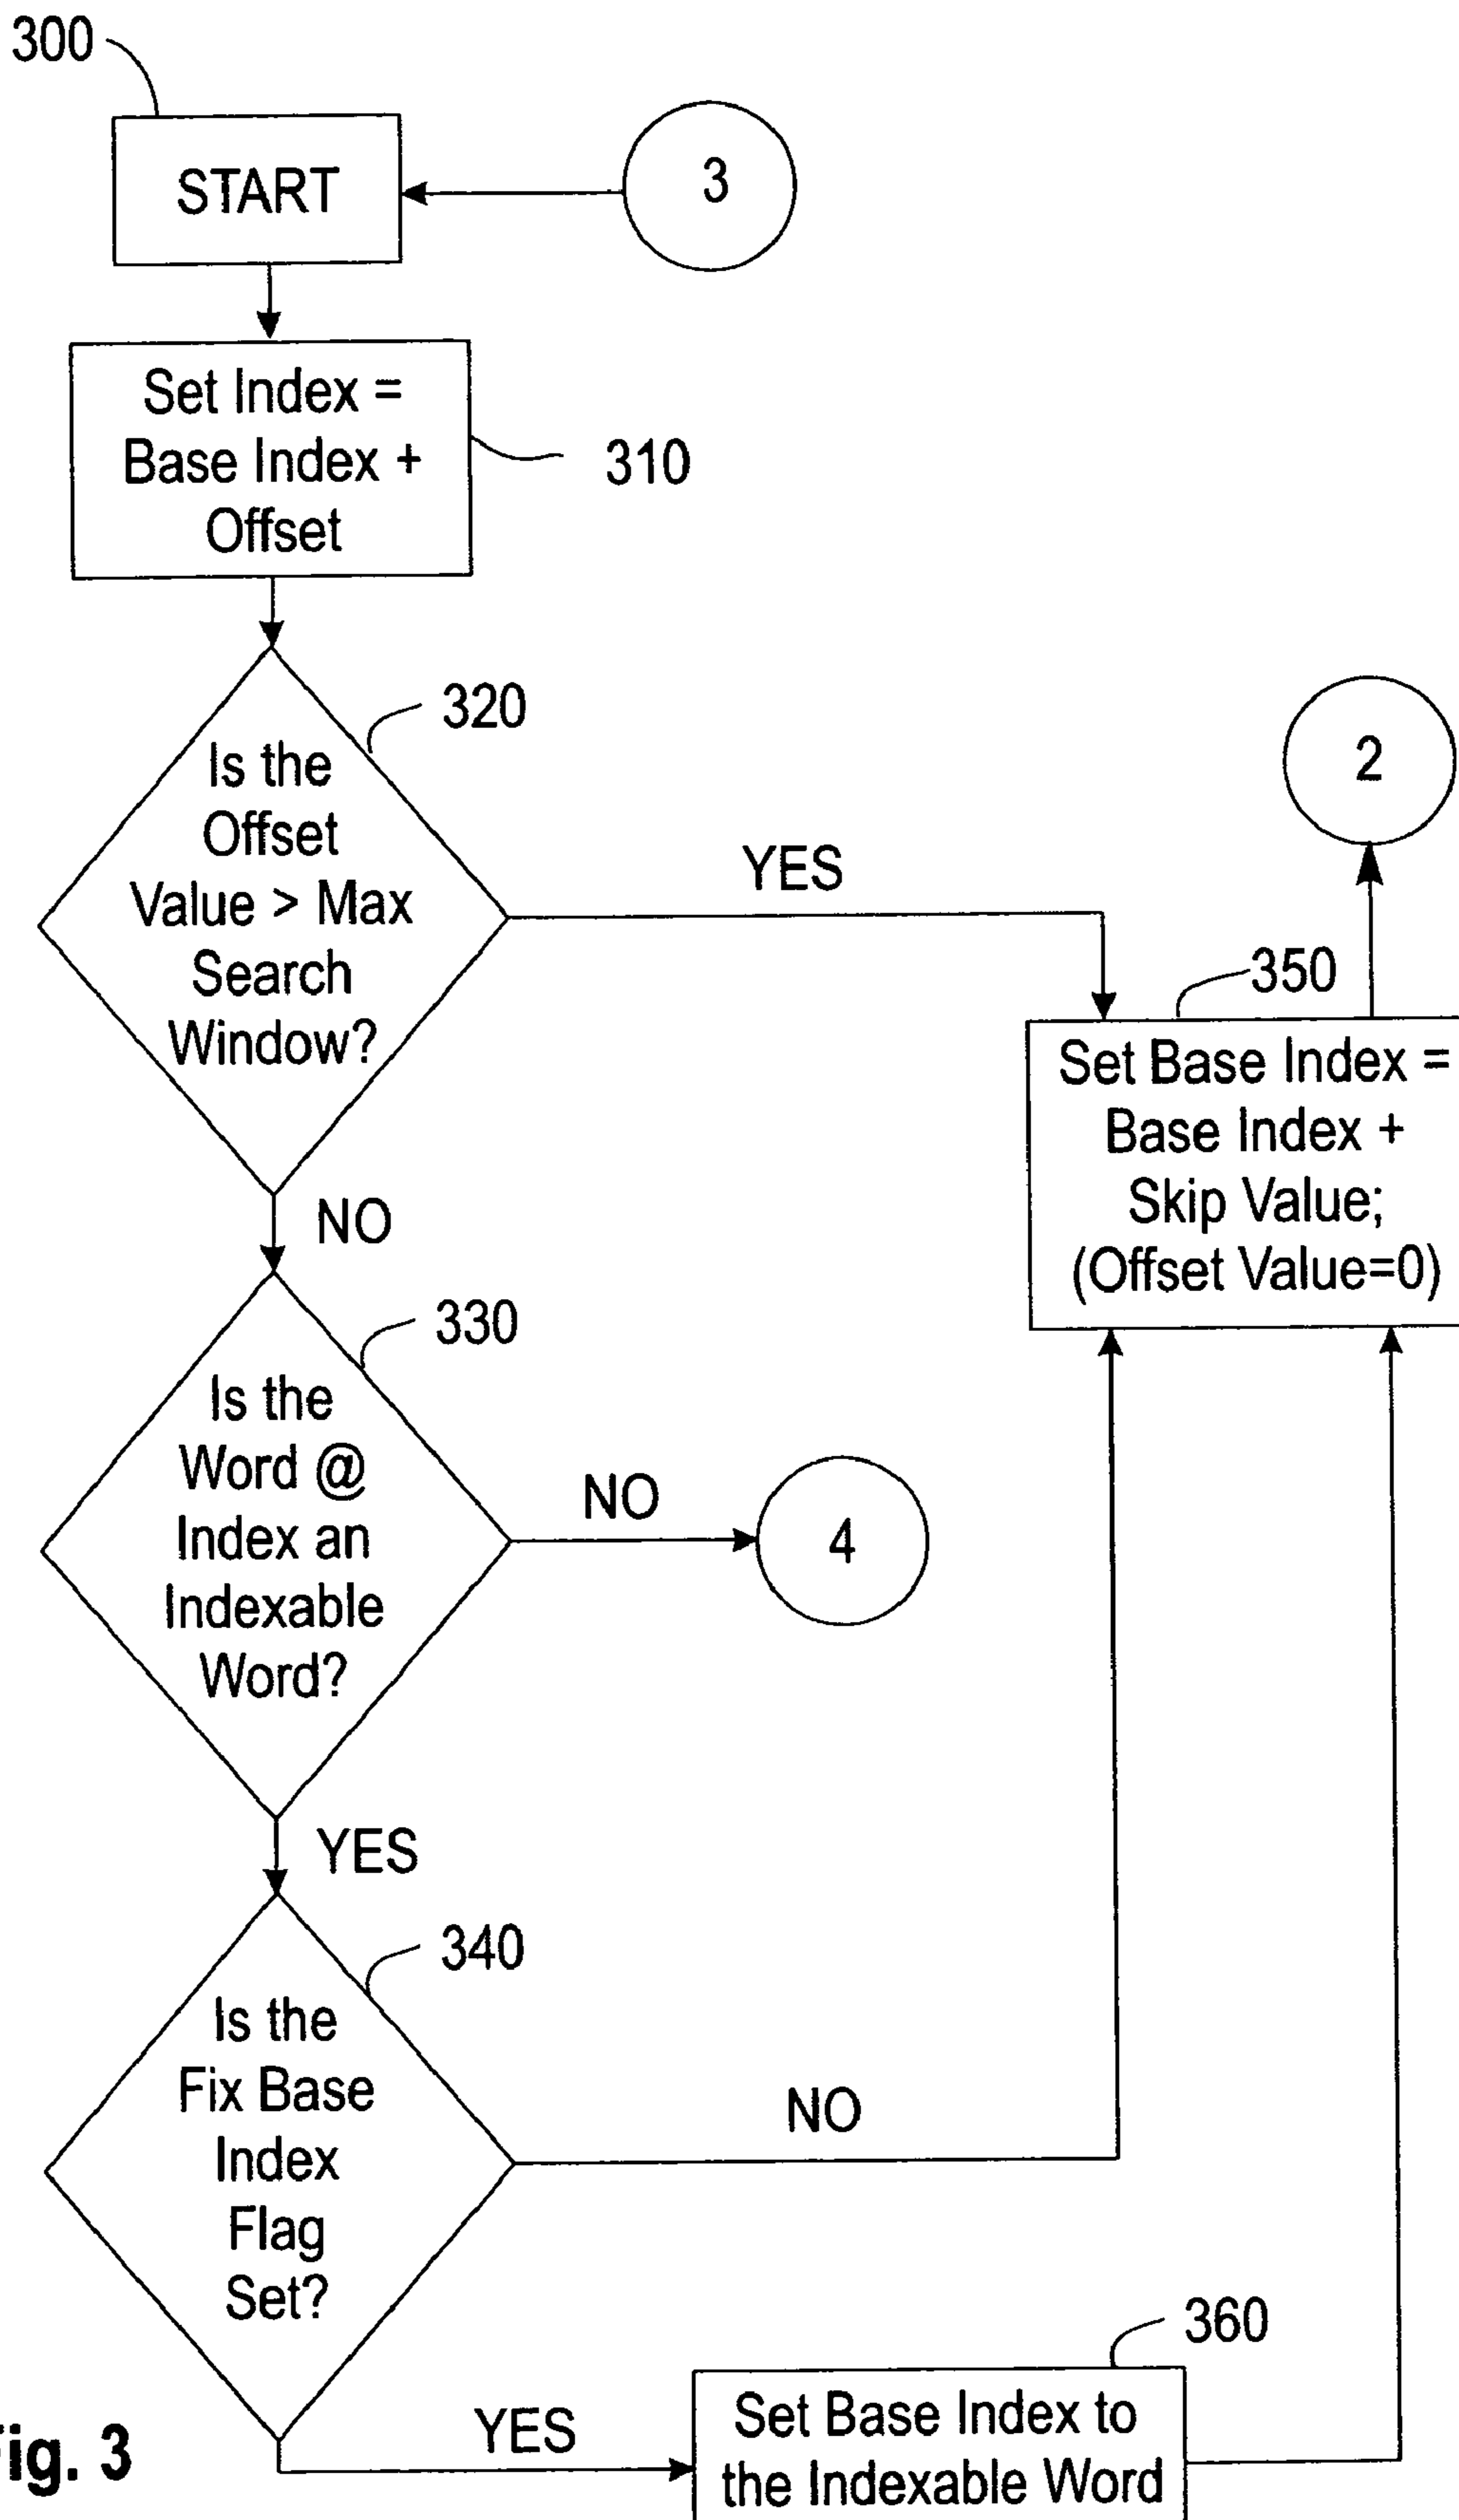 300
START
3
Set Index =
Base Index +
Offset
310
320
Is the
Offset
Value > Max
Search
Window?
YES
2
350
Set Base Index =
Base Index +
Skip Value;
(Offset Value=0)
NO
330
Is the
Word @
Index an
Indexable
Word?
NO
4
YES
340
Is the
Fix Base
Index
Flag
Set?
NO
360
YES
Set Base Index to
the Indexable Word
ig. 3